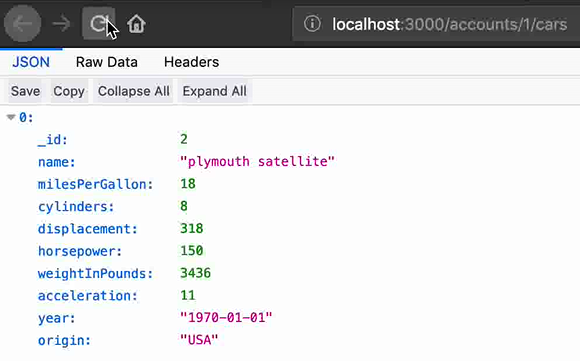 localhost:3000/accounts/1/cars
JSON Raw Data Headers
Save Copy Collapse All Expand All
0:
_id: 2
name: "plymouth satellite"
milesPerGallon: 18
cylinders: 8
displacement: 318
horsepower: 150
weightInPounds: 3436
acceleration: 11
year: "1970-01-01"
origin: "USA"